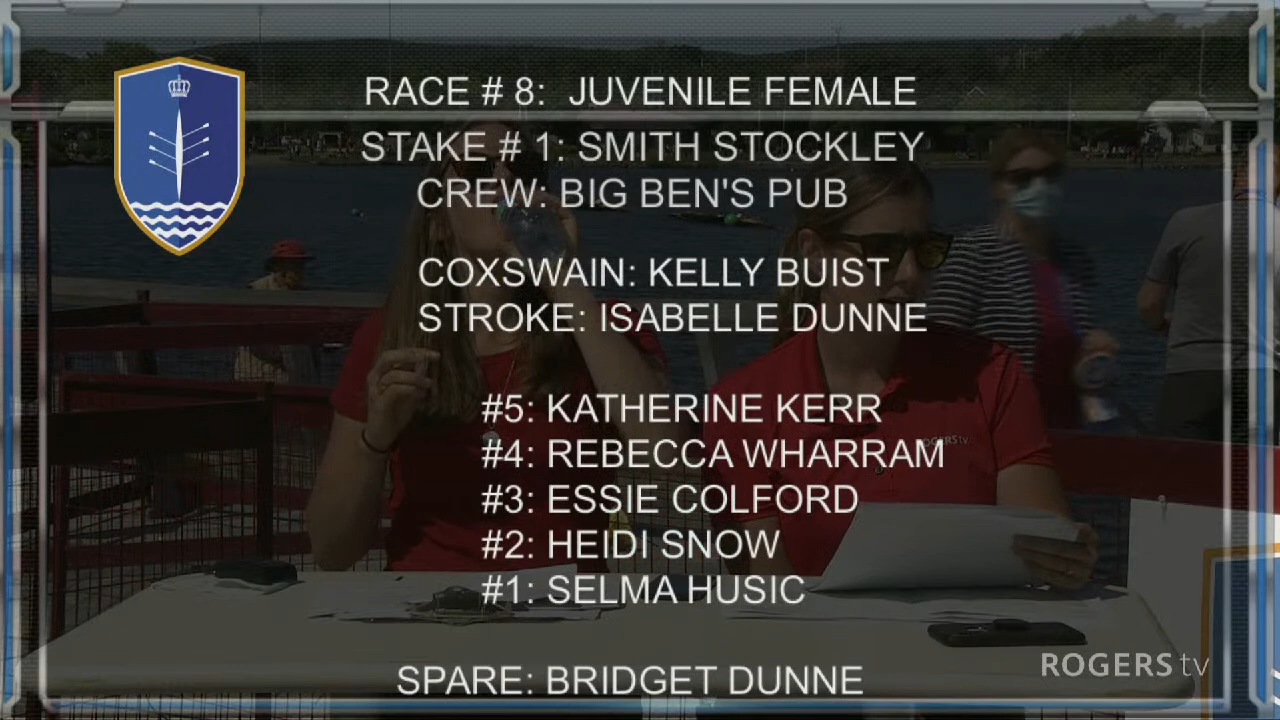 RACE # 8: JUVENILE FEMALE
STAKE # 1: SMITH STOCKLEY
CREW: BIG BEN'S PUB
COXSWAIN: KELLY BUIST
STROKE: ISABELLE DUNNE
#5: KATHERINE KERR
#4: REBECCA WHARRAM
#3: ESSIE COLFORD
#2: HEIDI SNOW
#1: SELMA HUSIC
SPARE: BRIDGET DUNNE
ROGERS tv
ROGERS tv